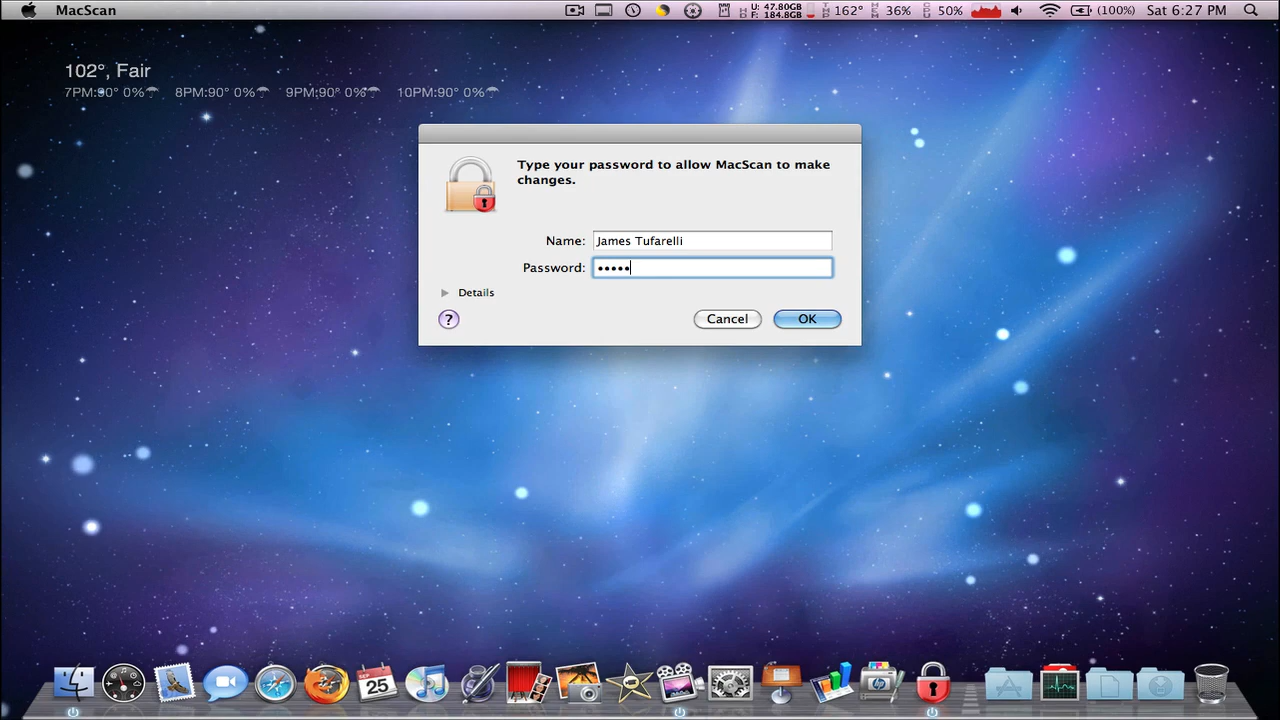 MacScan
U: 47.80GB
F: 184.8GB
162° 36% 50% (100%) Sat 6:27 PM
102°, Fair
7PM:90° 0% 8PM:90° 0% 9PM:90° 0% 10PM:90° 0%
Type your password to allow MacScan to make
changes.
Name: James Tufarelli
Password: •••••
Details
? Cancel OK
SEP
25
hp